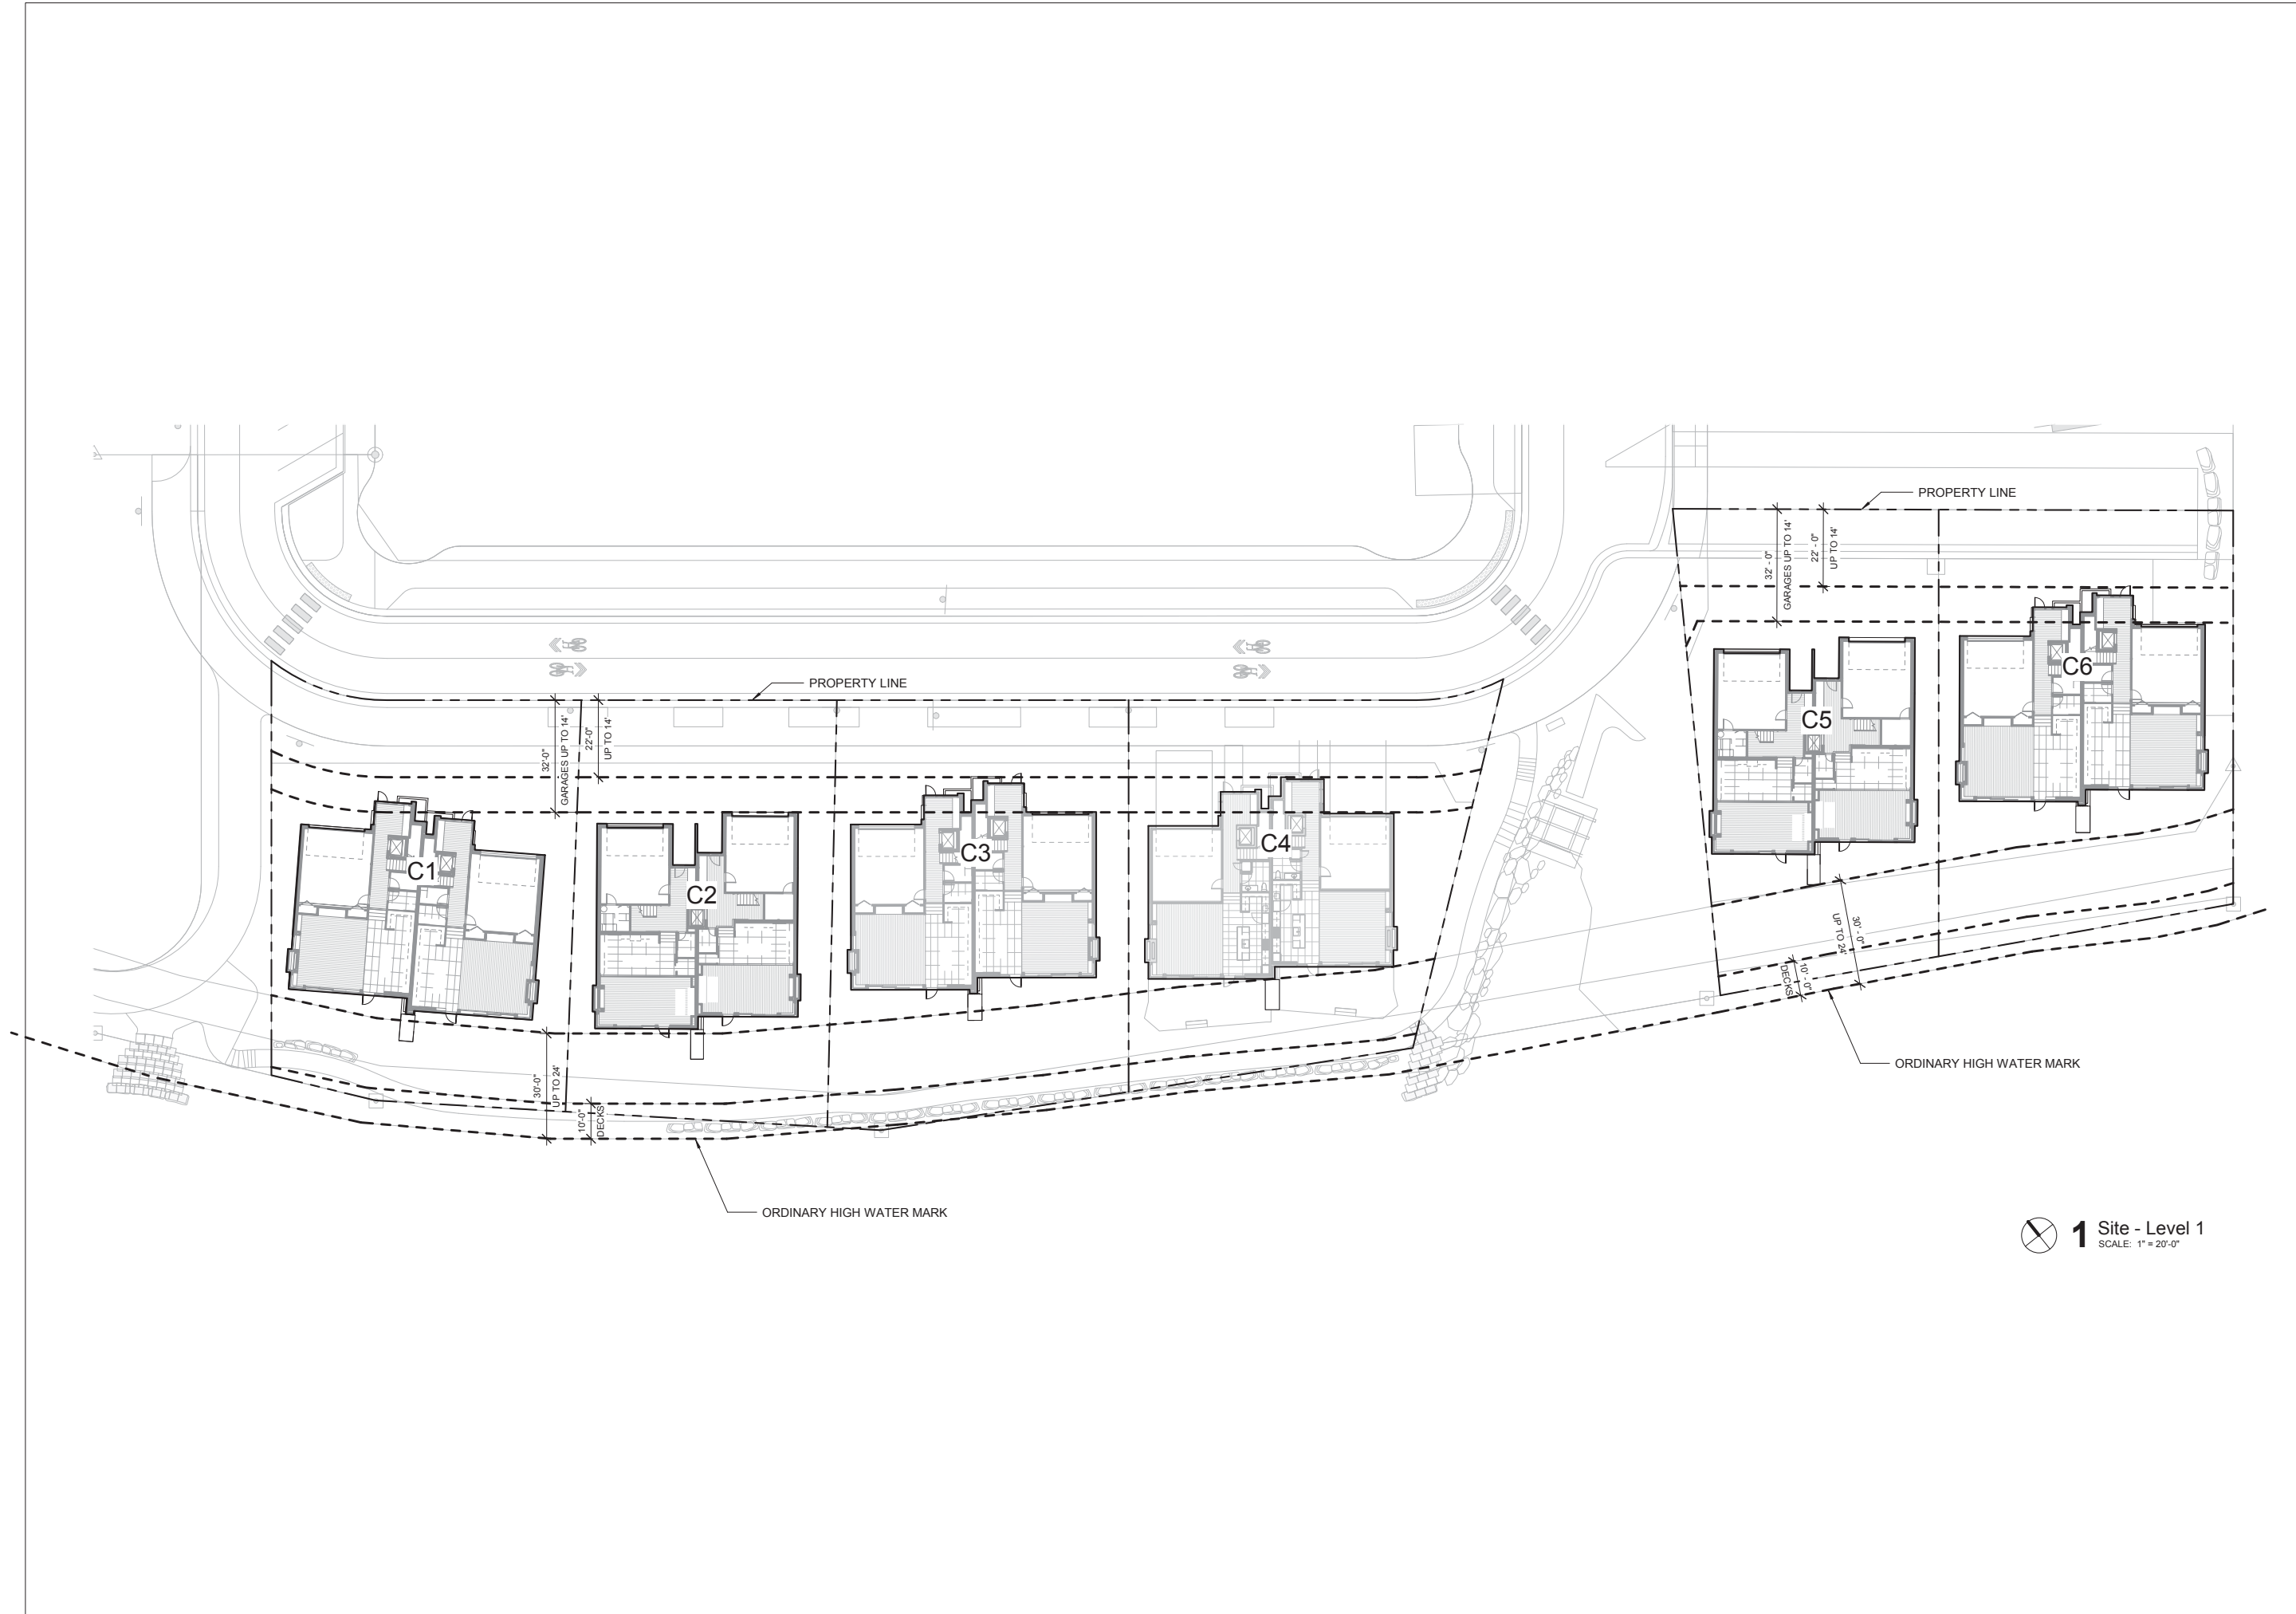 PROPERTY LINE
32' - 0"
GARAGES UP TO 14'
22' - 0"
UP TO 14'
C6
C5
PROPERTY LINE
32'-0"
GARAGES UP TO 14'
22'-0"
UP TO 14'
C1
C2
C3
C4
30' - 0"
UP TO 24'
10' - 0"
DECKS
ORDINARY HIGH WATER MARK
30'-0"
UP TO 24'
10'-0"
DECKS
ORDINARY HIGH WATER MARK
1 Site - Level 1
SCALE: 1" = 20'-0"